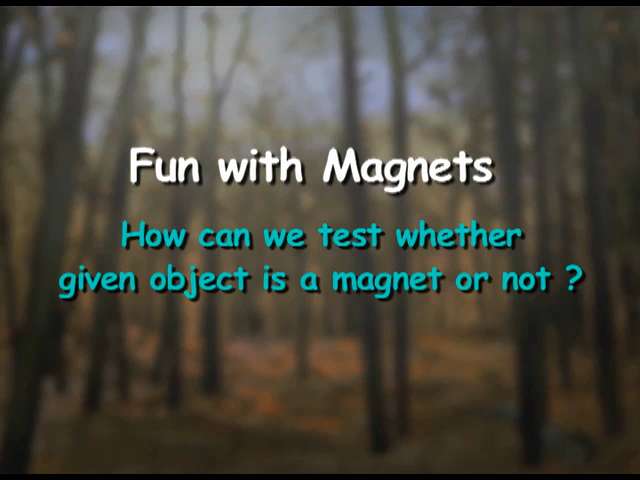 Fun with Magnets
How can we test whether
given object is a magnet or not ?